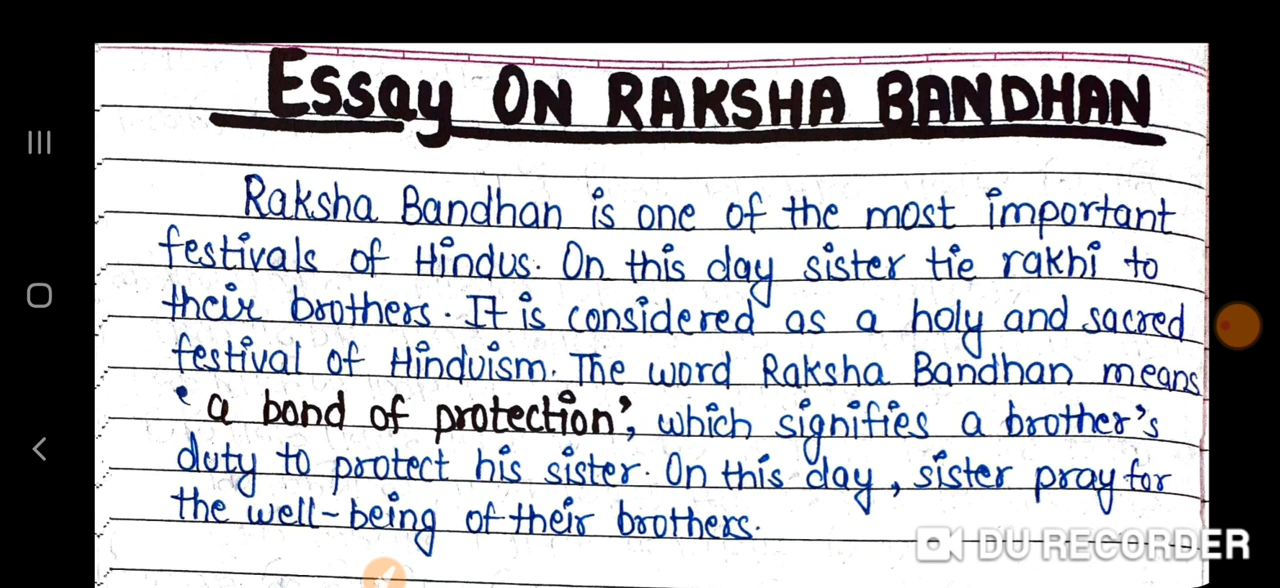 Essay ON RAKSHA BANDHAN
Raksha Bandhan is one of the most important
festivals of Hindus. On this day sister tie rakhi to
their brothers. It is considered as a holy and sacred
festival of Hinduism. The word Raksha Bandhan means
‘a bond of protection’, which signifies a brother's
duty to protect his sister. On this day, sister pray for
the well-being of their brothers.
DU RECORDER